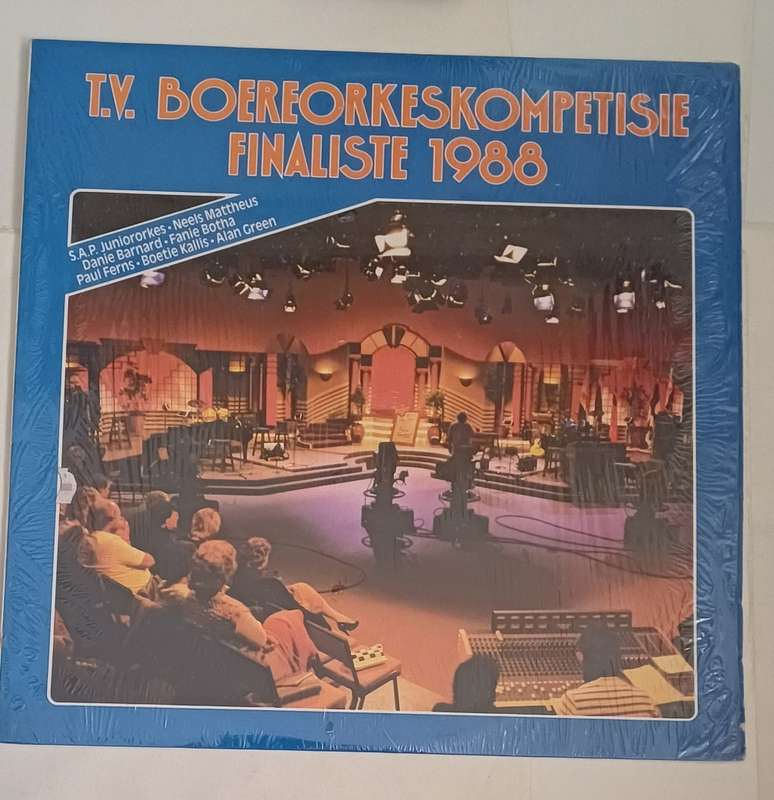 T.V. BOEREORKESKOMPETISIE
FINALISTE 1988
S.A.P. Juniororkes • Neels Mattheus
Danie Barnard • Fanie Botha
Paul Ferns • Boetie Kallis • Alan Green